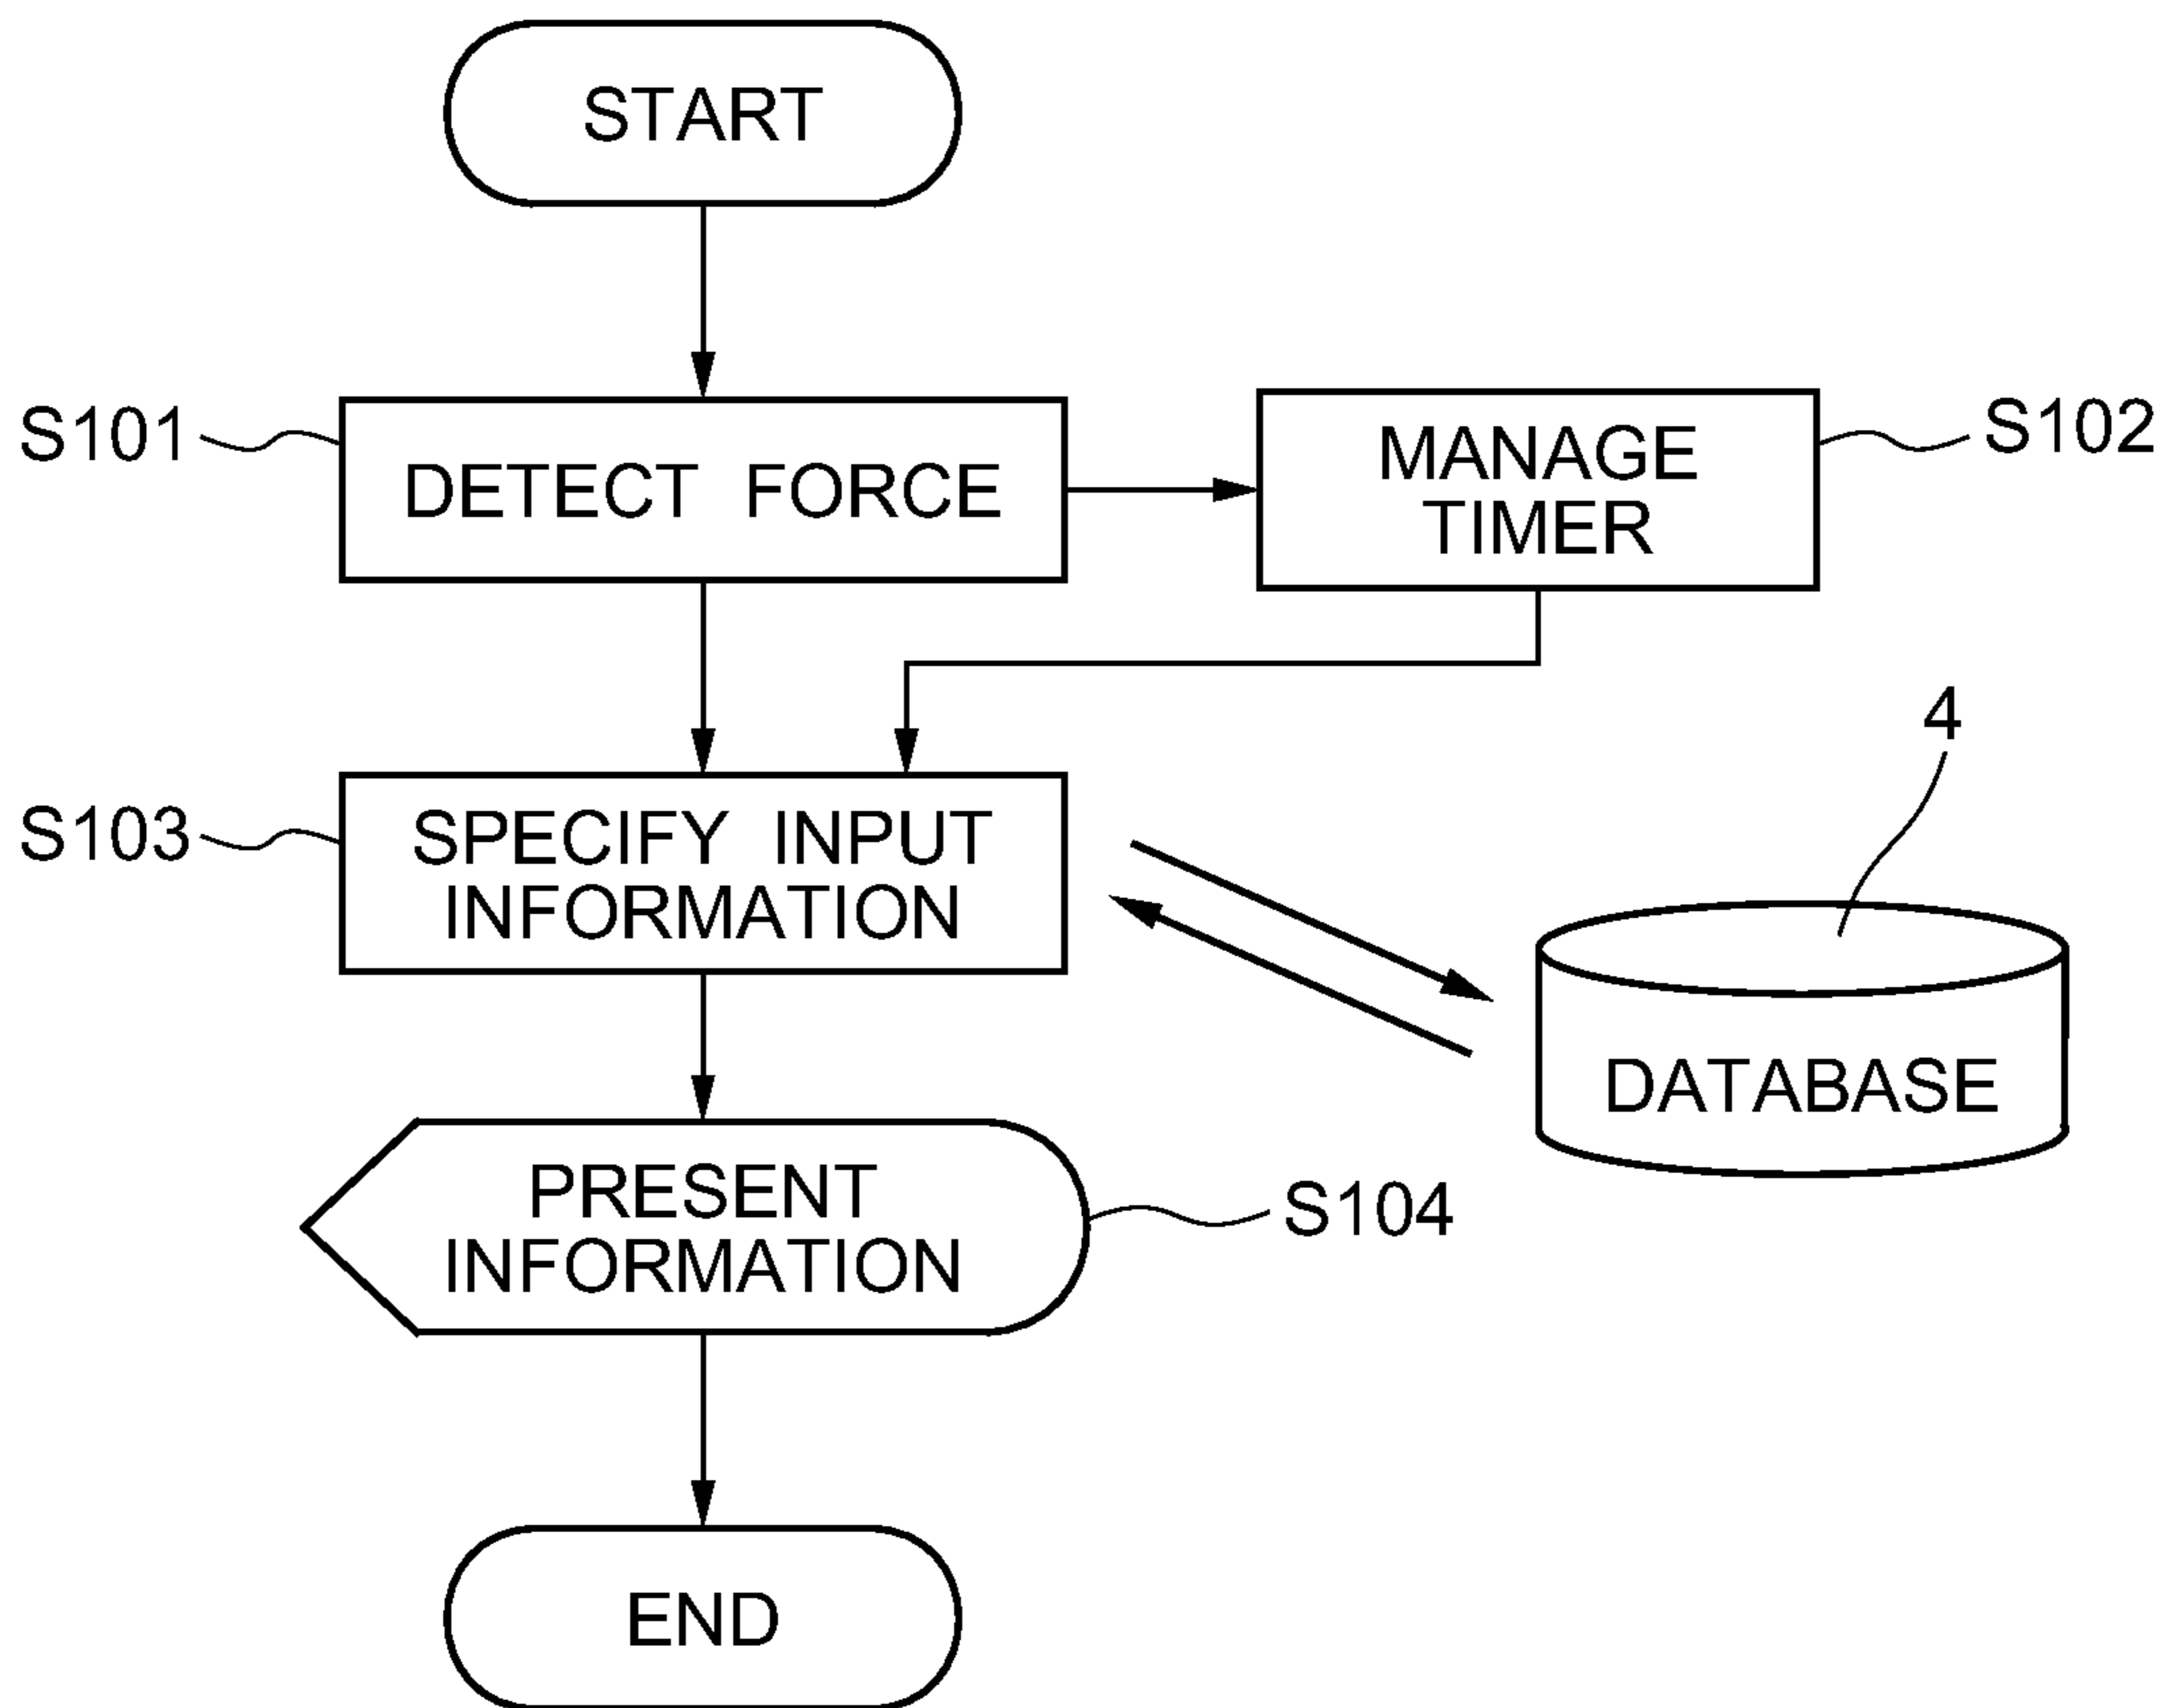 START
S101
DETECT FORCE
MANAGE
TIMER
S102
S103
SPECIFY INPUT
INFORMATION
4
DATABASE
PRESENT
INFORMATION
S104
END